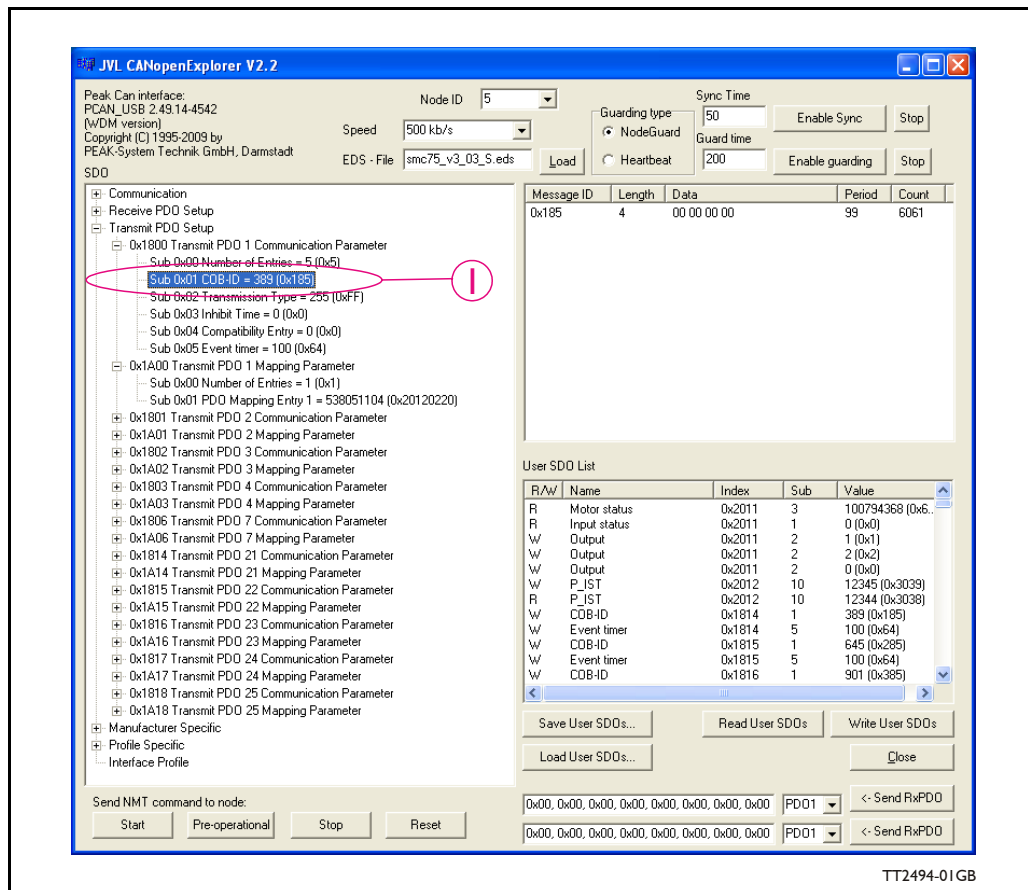 JVL CANopenExplorer V2.2
Peak Can interface:
PCAN_USB 2.49.14-4542
(WDM version)
Copyright (C) 1995-2009 by
PEAK-System Technik GmbH, Darmstadt
Node ID 5
Speed 500 kb/s
EDS - File smc75_v3_03_S.eds Load
Guarding type
NodeGuard
Heartbeat
Sync Time
50 Enable Sync Stop
Guard time
200 Enable guarding Stop
SDO
Communication
Receive PDO Setup
Transmit PDO Setup
0x1800 Transmit PDO 1 Communication Parameter
Sub 0x00 Number of Entries = 5 (0x5)
Sub 0x01 COB-ID = 389 (0x185)
I
Sub 0x02 Transmission Type = 255 (0xFF)
Sub 0x03 Inhibit Time = 0 (0x0)
Sub 0x04 Compatibility Entry = 0 (0x0)
Sub 0x05 Event timer = 100 (0x64)
0x1A00 Transmit PDO 1 Mapping Parameter
Sub 0x00 Number of Entries = 1 (0x1)
Sub 0x01 PDO Mapping Entry 1 = 538051104 (0x20120220)
0x1801 Transmit PDO 2 Communication Parameter
0x1A01 Transmit PDO 2 Mapping Parameter
0x1802 Transmit PDO 3 Communication Parameter
0x1A02 Transmit PDO 3 Mapping Parameter
0x1803 Transmit PDO 4 Communication Parameter
0x1A03 Transmit PDO 4 Mapping Parameter
0x1806 Transmit PDO 7 Communication Parameter
0x1A06 Transmit PDO 7 Mapping Parameter
0x1814 Transmit PDO 21 Communication Parameter
0x1A14 Transmit PDO 21 Mapping Parameter
0x1815 Transmit PDO 22 Communication Parameter
0x1A15 Transmit PDO 22 Mapping Parameter
0x1816 Transmit PDO 23 Communication Parameter
0x1A16 Transmit PDO 23 Mapping Parameter
0x1817 Transmit PDO 24 Communication Parameter
0x1A17 Transmit PDO 24 Mapping Parameter
0x1818 Transmit PDO 25 Communication Parameter
0x1A18 Transmit PDO 25 Mapping Parameter
Manufacturer Specific
Profile Specific
Interface Profile
Message ID Length Data Period Count
0x185 4 00 00 00 00 99 6061
User SDO List
R/W Name Index Sub Value
R Motor status 0x2011 3 100794368 (0x6..
R Input status 0x2011 1 0 (0x0)
W Output 0x2011 2 1 (0x1)
W Output 0x2011 2 2 (0x2)
W Output 0x2011 2 0 (0x0)
W P_IST 0x2012 10 12345 (0x3039)
R P_IST 0x2012 10 12344 (0x3038)
W COB-ID 0x1814 1 389 (0x185)
W Event timer 0x1814 5 100 (0x64)
W COB-ID 0x1815 1 645 (0x285)
W Event timer 0x1815 5 100 (0x64)
W COB-ID 0x1816 1 901 (0x385)
Save User SDOs... Read User SDOs Write User SDOs
Load User SDOs... Close
Send NMT command to node:
Start Pre-operational Stop Reset
0x00, 0x00, 0x00, 0x00, 0x00, 0x00, 0x00, 0x00 PDO1 <- Send RxPDO
0x00, 0x00, 0x00, 0x00, 0x00, 0x00, 0x00, 0x00 PDO1 <- Send RxPDO
TT2494-01GB